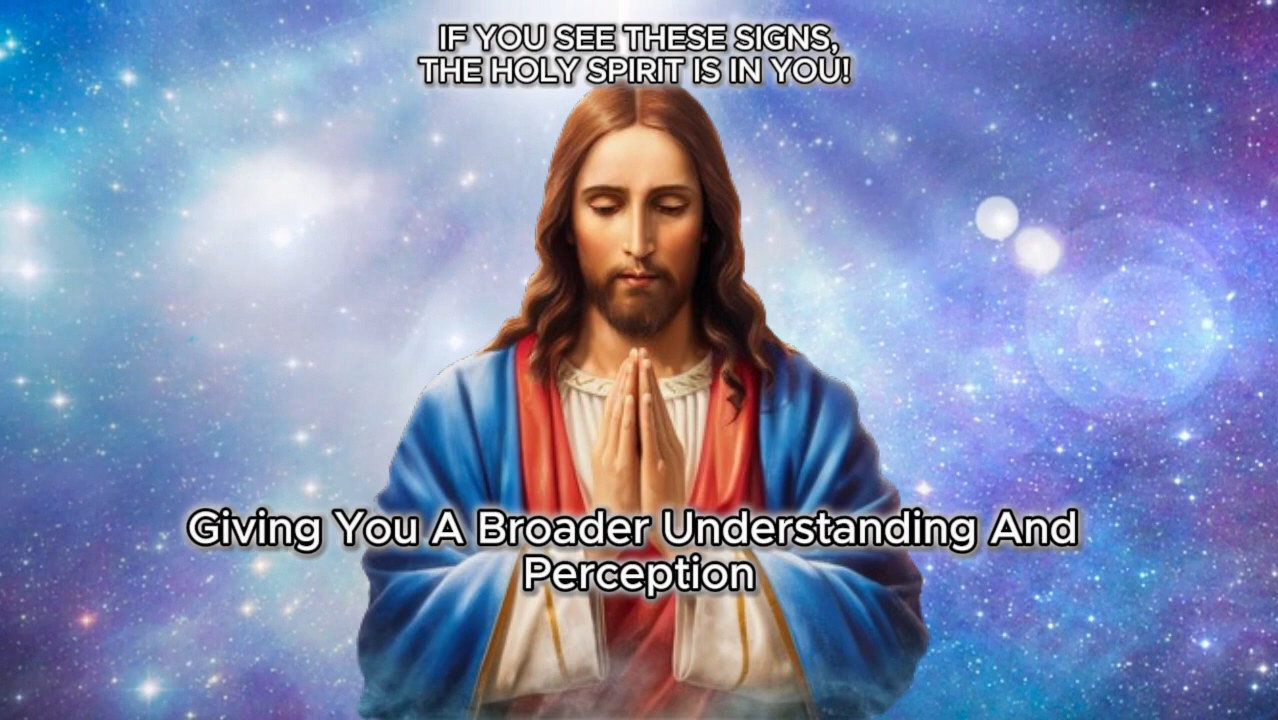 IF YOU SEE THESE SIGNS,
THE HOLY SPIRIT IS IN YOU!
Giving You A Broader Understanding And
Perception